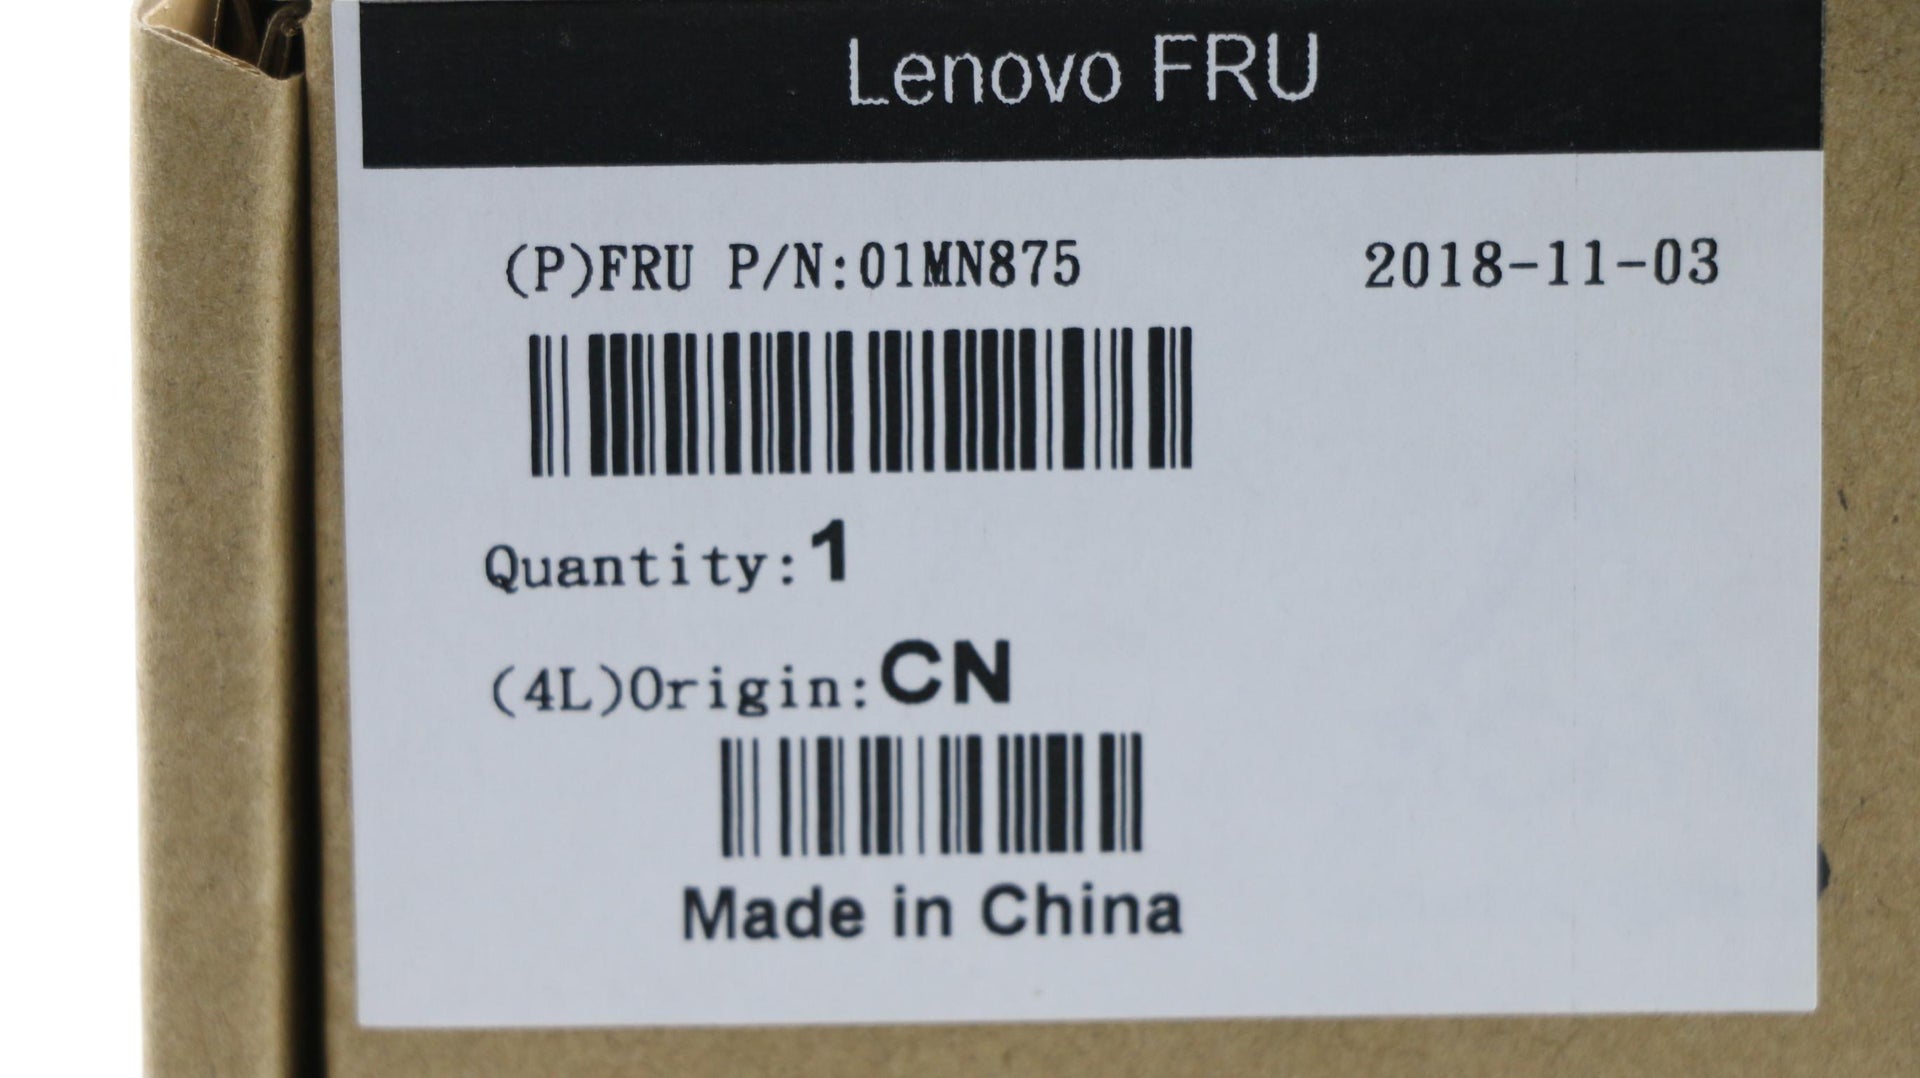 Lenovo FRU
(P)FRU P/N:01MN875 2018-11-03
Quantity:1
(4L)Origin:CN
Made in China